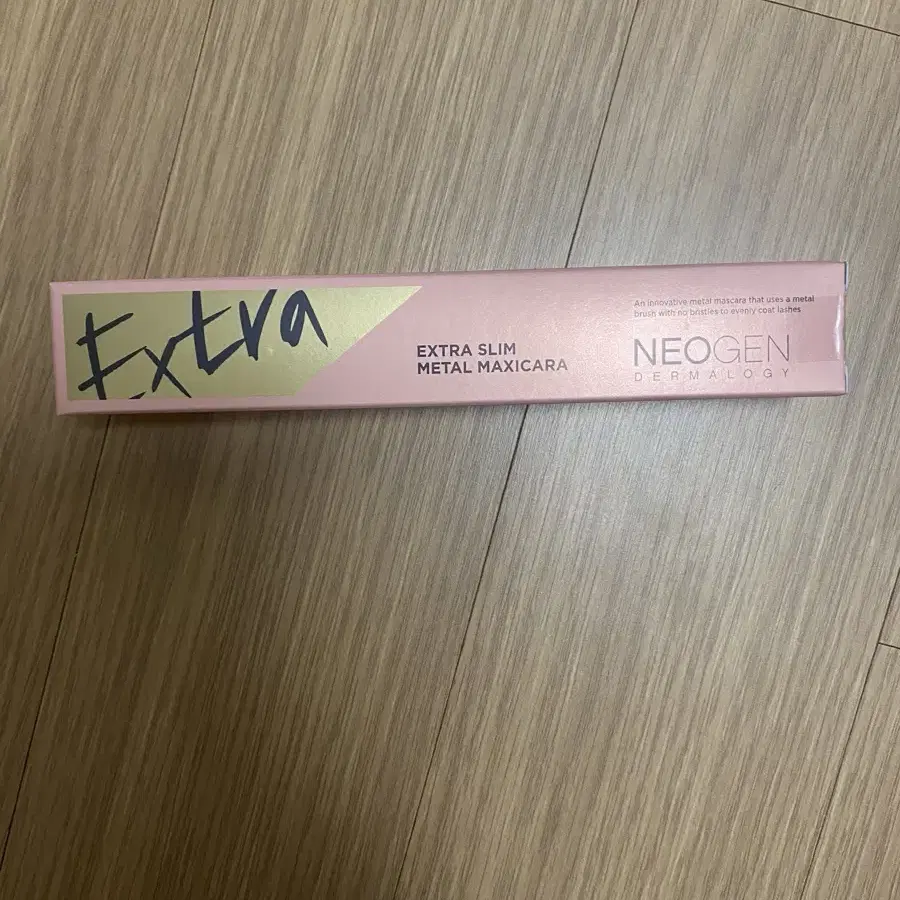 Extra
EXTRA SLIM
METAL MAXICARA
An innovative metal mascara that uses a metal
brush with no bristles to evenly coat lashes
NEOGEN
DERMALOGY